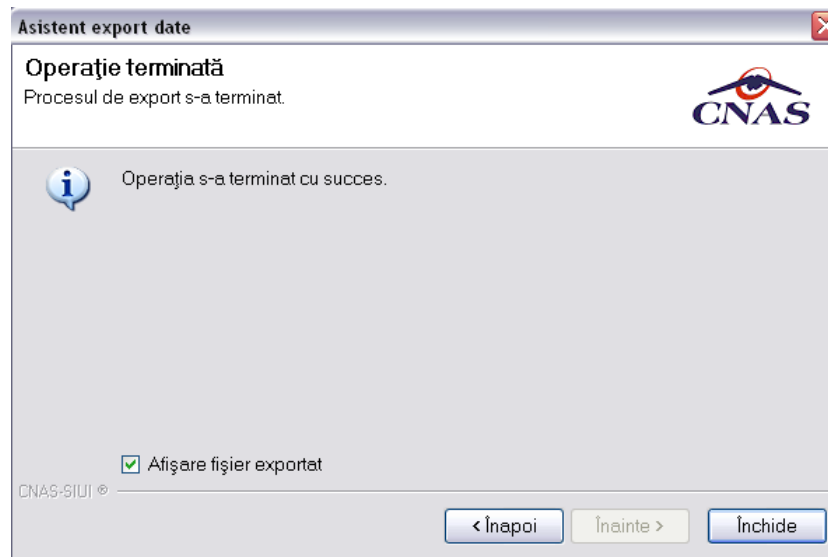 Asistent export date
Operaţie terminată
Procesul de export s-a terminat.
CNAS
Operaţia s-a terminat cu succes.
Afişare fişier exportat
CNAS-SIUI ®
< Înapoi
Înainte >
Închide